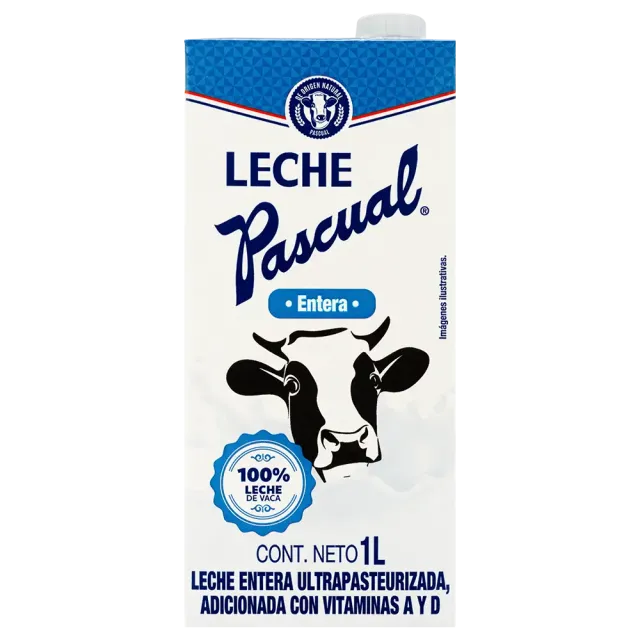 DE ORIGEN NATURAL
PASCUAL
LECHE
Pascual®
• Entera •
Imágenes ilustrativas.
100%
LECHE
DE VACA
CONT. NETO 1L
LECHE ENTERA ULTRAPASTEURIZADA,
ADICIONADA CON VITAMINAS A Y D